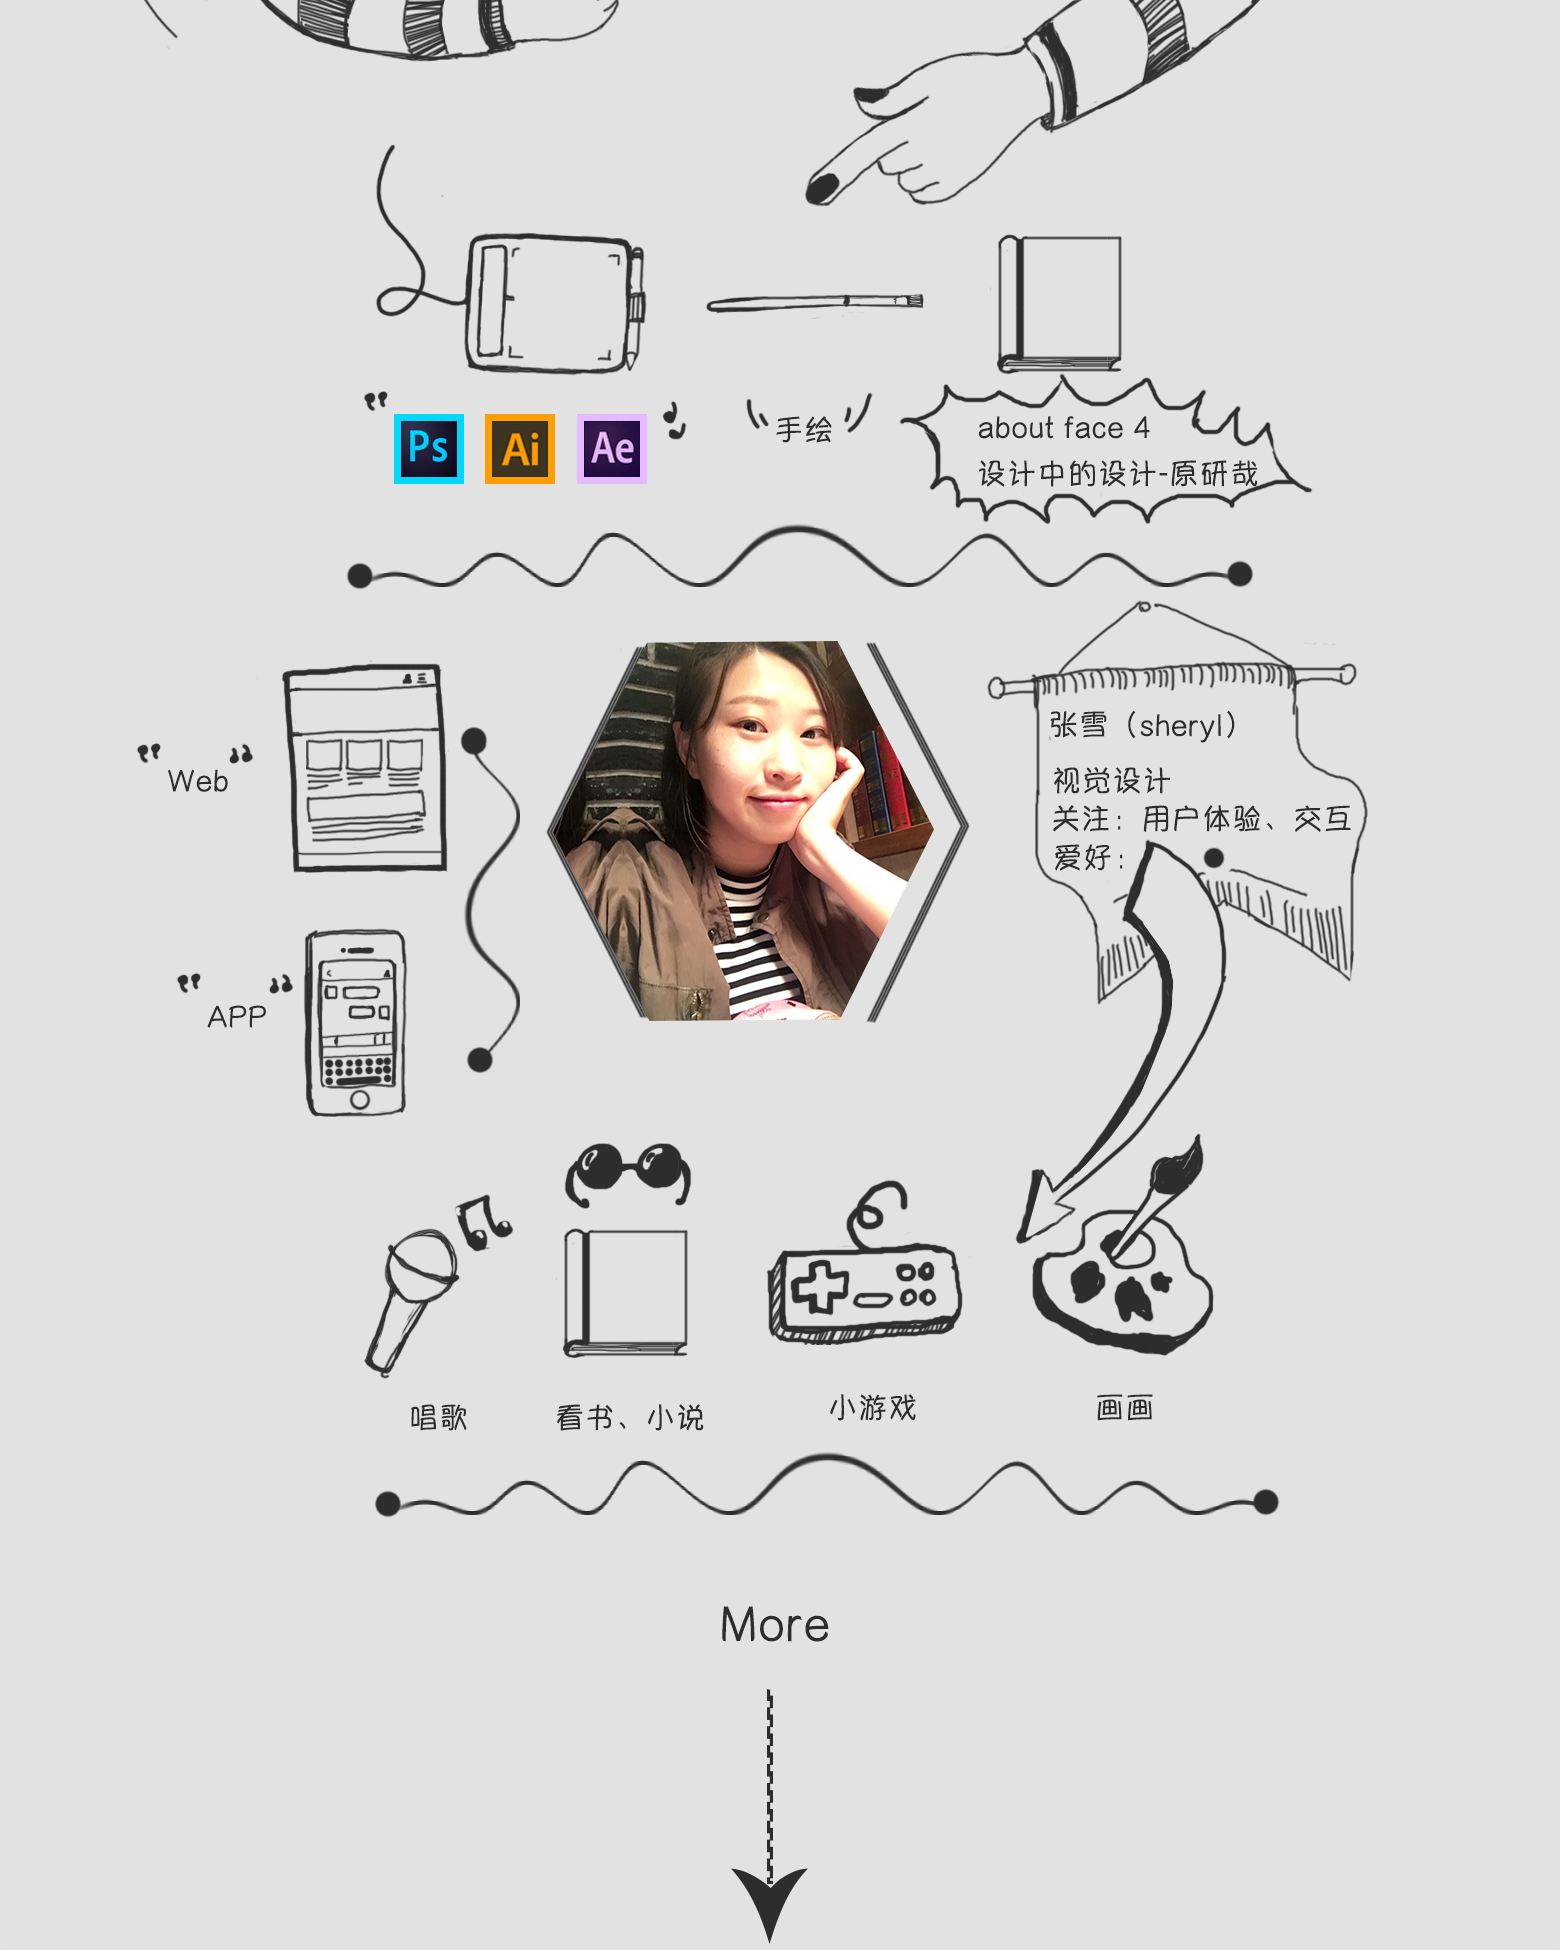 Ps Ai Ae
手绘
about face 4
设计中的设计-原研哉
张雪（sheryl）
视觉设计
关注：用户体验、交互
爱好：
"Web"
"APP"
唱歌
看书、小说
小游戏
画画
More